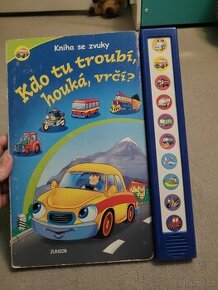 Kniha se zvuky
Kdo tu troubí,
houká, vrčí?
JUNIOR